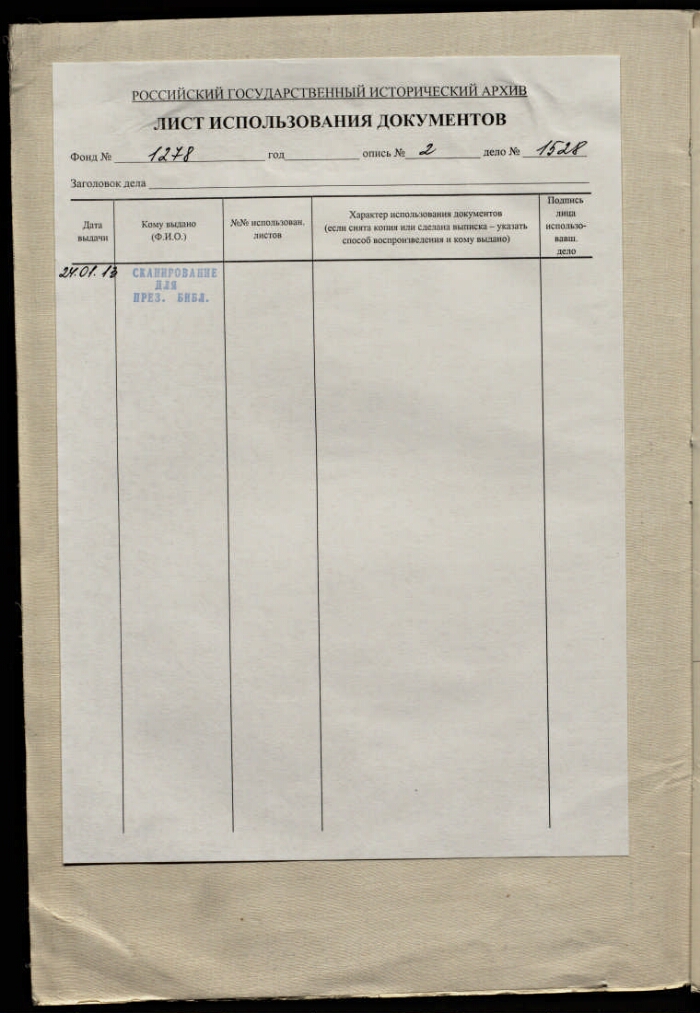 РОССИЙСКИЙ ГОСУДАРСТВЕННЫЙ ИСТОРИЧЕСКИЙ АРХИВ
ЛИСТ ИСПОЛЬЗОВАНИЯ ДОКУМЕНТОВ
Фонд № 1278 год опись № 2 дело № 1528
Заголовок дела
Дата
выдачи
Кому выдано
(Ф.И.О.)
№№ использован.
листов
Характер использования документов
(если снята копия или сделана выписка – указать
способ воспроизведения и кому выдано)
Подпись
лица
использо-
вавш.
дело
24.01.13
СКАНИРОВАНИЕ
ДЛЯ
ПРЕЗ. БИБЛ.